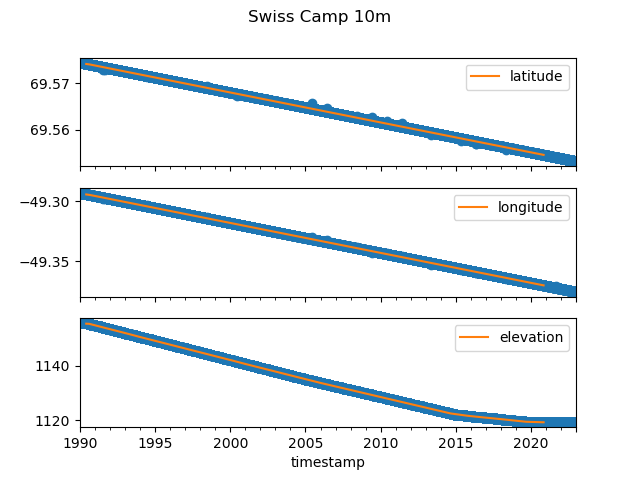 Swiss Camp 10m
latitude
69.57
69.56
longitude
−49.30
−49.35
elevation
1140
1120
1990 1995 2000 2005 2010 2015 2020
timestamp